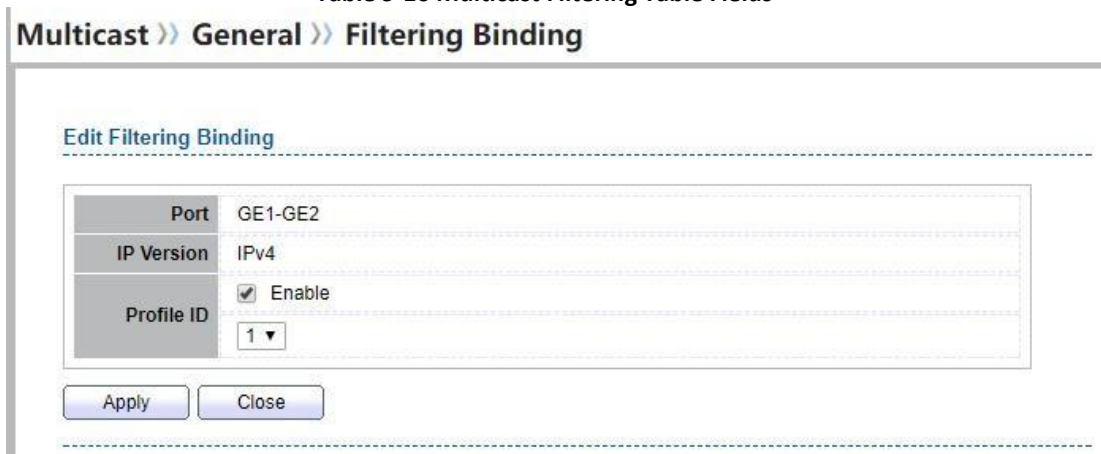 Multicast 》 General 》 Filtering Binding
Edit Filtering Binding
Port GE1-GE2
IP Version IPv4
Profile ID
Enable
1
Apply Close